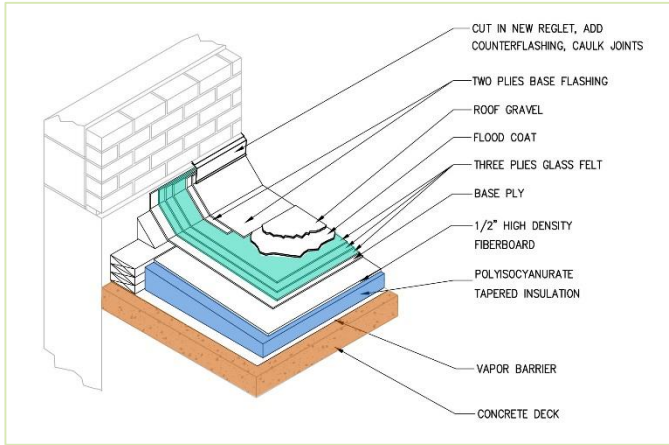 CUT IN NEW REGLET, ADD
COUNTERFLASHING, CAULK JOINTS
TWO PLIES BASE FLASHING
ROOF GRAVEL
FLOOD COAT
THREE PLIES GLASS FELT
BASE PLY
1/2" HIGH DENSITY
FIBERBOARD
POLYISOCYANURATE
TAPERED INSULATION
VAPOR BARRIER
CONCRETE DECK